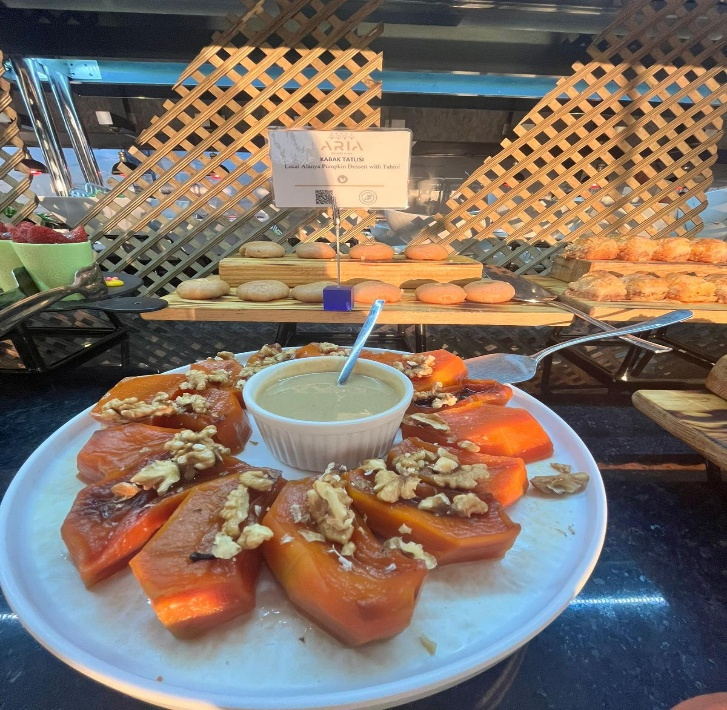 ARIA
KABAK TATLISI
Local Alanya Pumpkin Dessert with Tahini